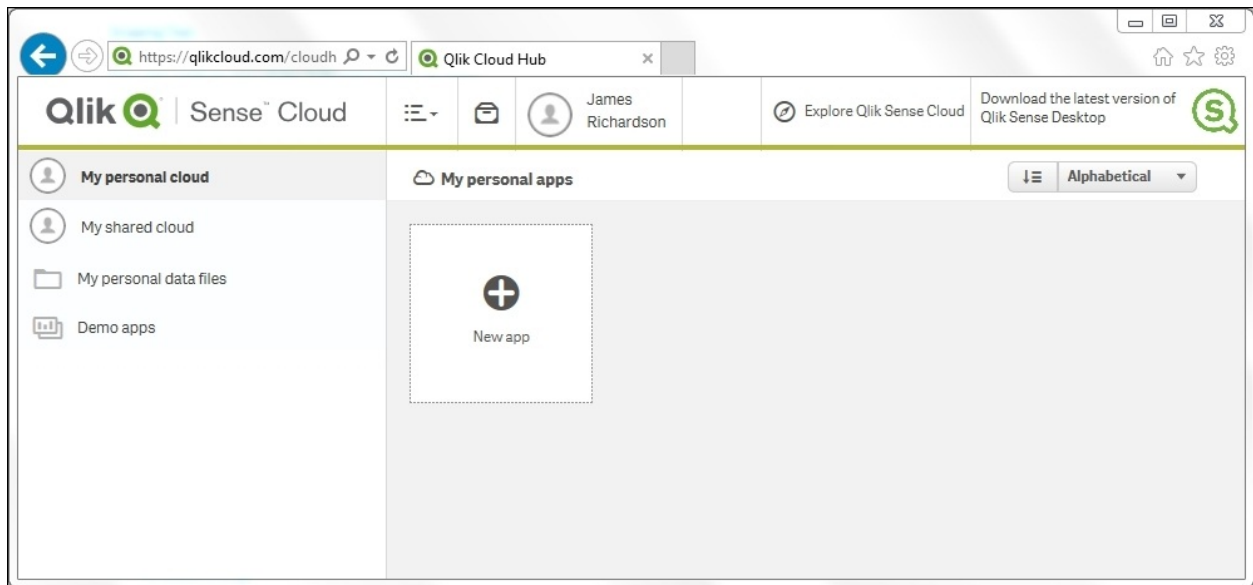 https://qlikcloud.com/cloudh
Qlik Cloud Hub
Qlik Sense™ Cloud
James
Richardson
Explore Qlik Sense Cloud
Download the latest version of
Qlik Sense Desktop
My personal cloud
My shared cloud
My personal data files
Demo apps
My personal apps
Alphabetical
New app